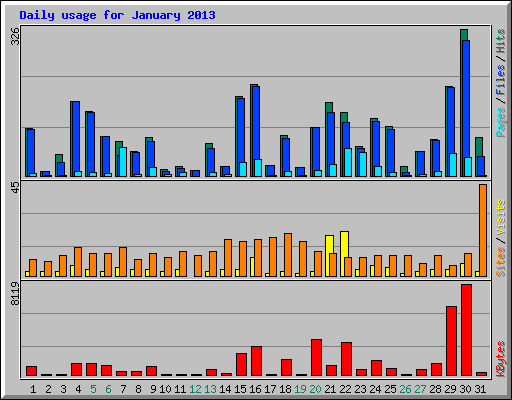 Daily usage for January 2013
326
Pages / Files / Hits
45
Sites / Visits
8119
KBytes
1 2 3 4 5 6 7 8 9 10 11 12 13 14 15 16 17 18 19 20 21 22 23 24 25 26 27 28 29 30 31